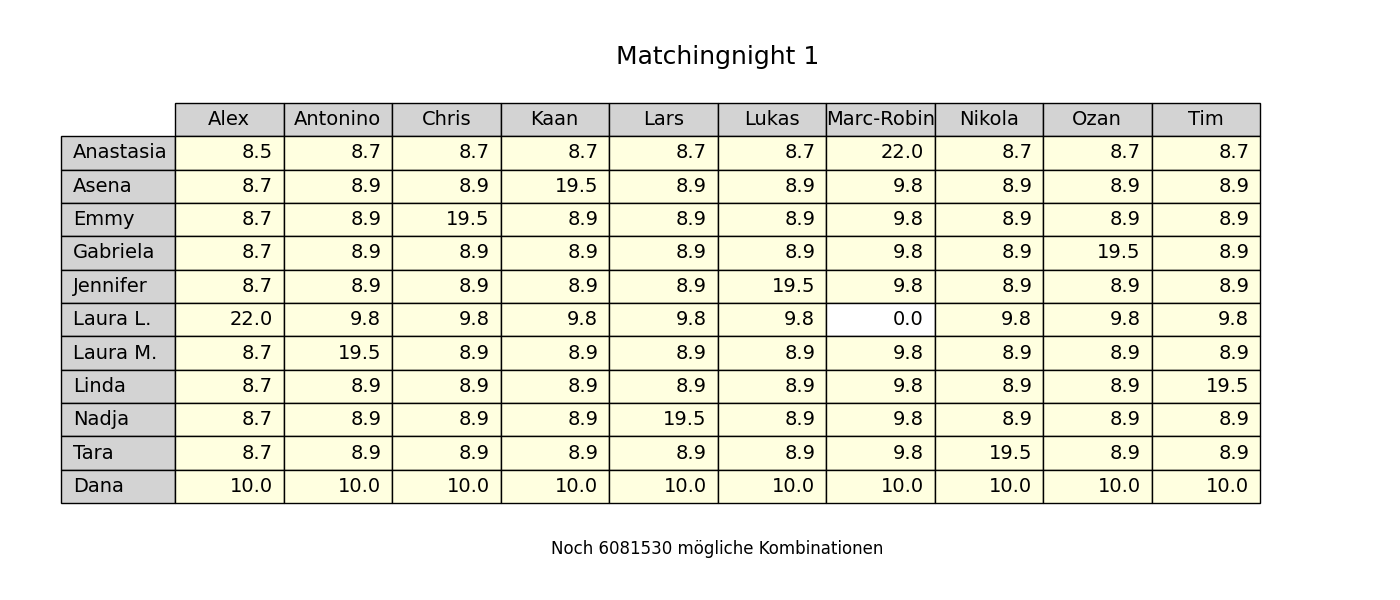 Matchingnight 1
Alex Antonino Chris Kaan Lars Lukas Marc-Robin Nikola Ozan Tim
Anastasia 8.5 8.7 8.7 8.7 8.7 8.7 22.0 8.7 8.7 8.7
Asena 8.7 8.9 8.9 19.5 8.9 8.9 9.8 8.9 8.9 8.9
Emmy 8.7 8.9 19.5 8.9 8.9 8.9 9.8 8.9 8.9 8.9
Gabriela 8.7 8.9 8.9 8.9 8.9 8.9 9.8 8.9 19.5 8.9
Jennifer 8.7 8.9 8.9 8.9 8.9 19.5 9.8 8.9 8.9 8.9
Laura L. 22.0 9.8 9.8 9.8 9.8 9.8 0.0 9.8 9.8 9.8
Laura M. 8.7 19.5 8.9 8.9 8.9 8.9 9.8 8.9 8.9 8.9
Linda 8.7 8.9 8.9 8.9 8.9 8.9 9.8 8.9 8.9 19.5
Nadja 8.7 8.9 8.9 8.9 19.5 8.9 9.8 8.9 8.9 8.9
Tara 8.7 8.9 8.9 8.9 8.9 8.9 9.8 19.5 8.9 8.9
Dana 10.0 10.0 10.0 10.0 10.0 10.0 10.0 10.0 10.0 10.0
Noch 6081530 mögliche Kombinationen